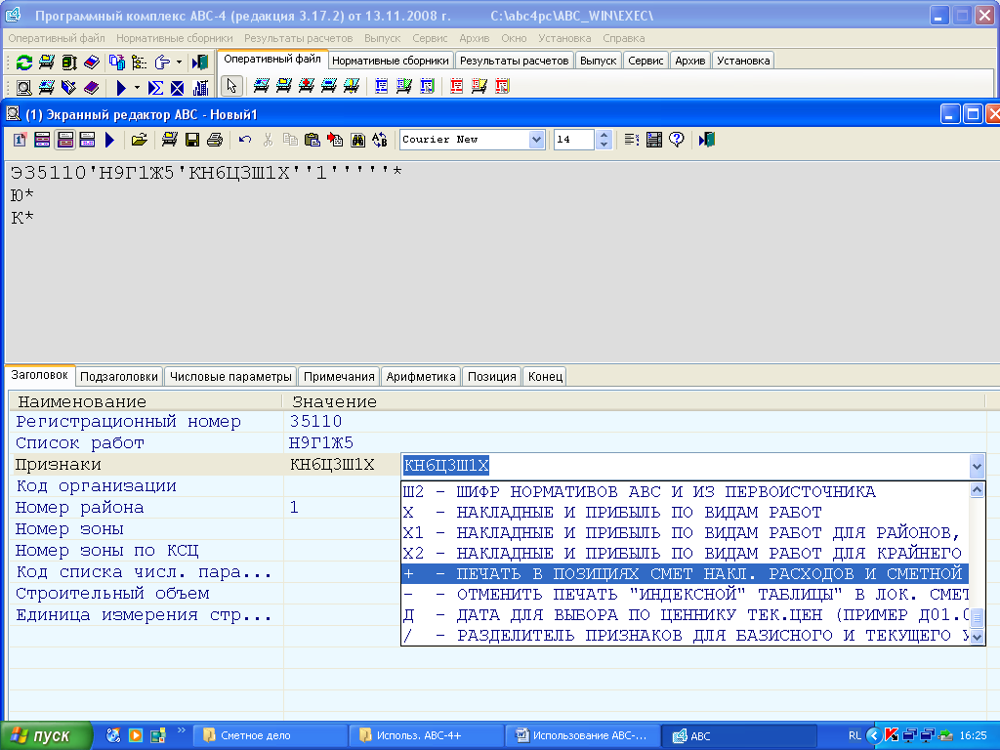 Программный комплекс АВС-4 (редакция 3.17.2) от 13.11.2008 г. C:\abc4pc\ABC_WIN\EXEC\
Оперативный файл Нормативные сборники Результаты расчетов Выпуск Сервис Архив Окно Установка Справка
Оперативный файл Нормативные сборники Результаты расчетов Выпуск Сервис Архив Установка
(1) Экранный редактор АВС - Новый1
Courier New 14
Э35110'Н9Г1Ж5'КН6Ц3Ш1Х''1'''''*
Ю*
К*
Заголовок Подзаголовки Числовые параметры Примечания Арифметика Позиция Конец
Наименование Значение
Регистрационный номер 35110
Список работ Н9Г1Ж5
Признаки КН6Ц3Ш1Х КН6Ц3Ш1Х
Код организации
Номер района 1
Номер зоны
Номер зоны по КСЦ
Код списка числ. пара...
Строительный объем
Единица измерения стр...
Ш2 - ШИФР НОРМАТИВОВ АВС И ИЗ ПЕРВОИСТОЧНИКА
Х - НАКЛАДНЫЕ И ПРИБЫЛЬ ПО ВИДАМ РАБОТ
Х1 - НАКЛАДНЫЕ И ПРИБЫЛЬ ПО ВИДАМ РАБОТ ДЛЯ РАЙОНОВ,
Х2 - НАКЛАДНЫЕ И ПРИБЫЛЬ ПО ВИДАМ РАБОТ ДЛЯ КРАЙНЕГО
+ - ПЕЧАТЬ В ПОЗИЦИЯХ СМЕТ НАКЛ. РАСХОДОВ И СМЕТНОЙ
- - ОТМЕНИТЬ ПЕЧАТЬ "ИНДЕКСНОЙ" ТАБЛИЦЫ" В ЛОК. СМЕТ
Д - ДАТА ДЛЯ ВЫБОРА ПО ЦЕННИКУ ТЕК.ЦЕН (ПРИМЕР Д01.0
/ - РАЗДЕЛИТЕЛЬ ПРИЗНАКОВ ДЛЯ БАЗИСНОГО И ТЕКУЩЕГО У
пуск Сметное дело Использ. АВС-4+ Использование АВС-... АВС RL 16:25